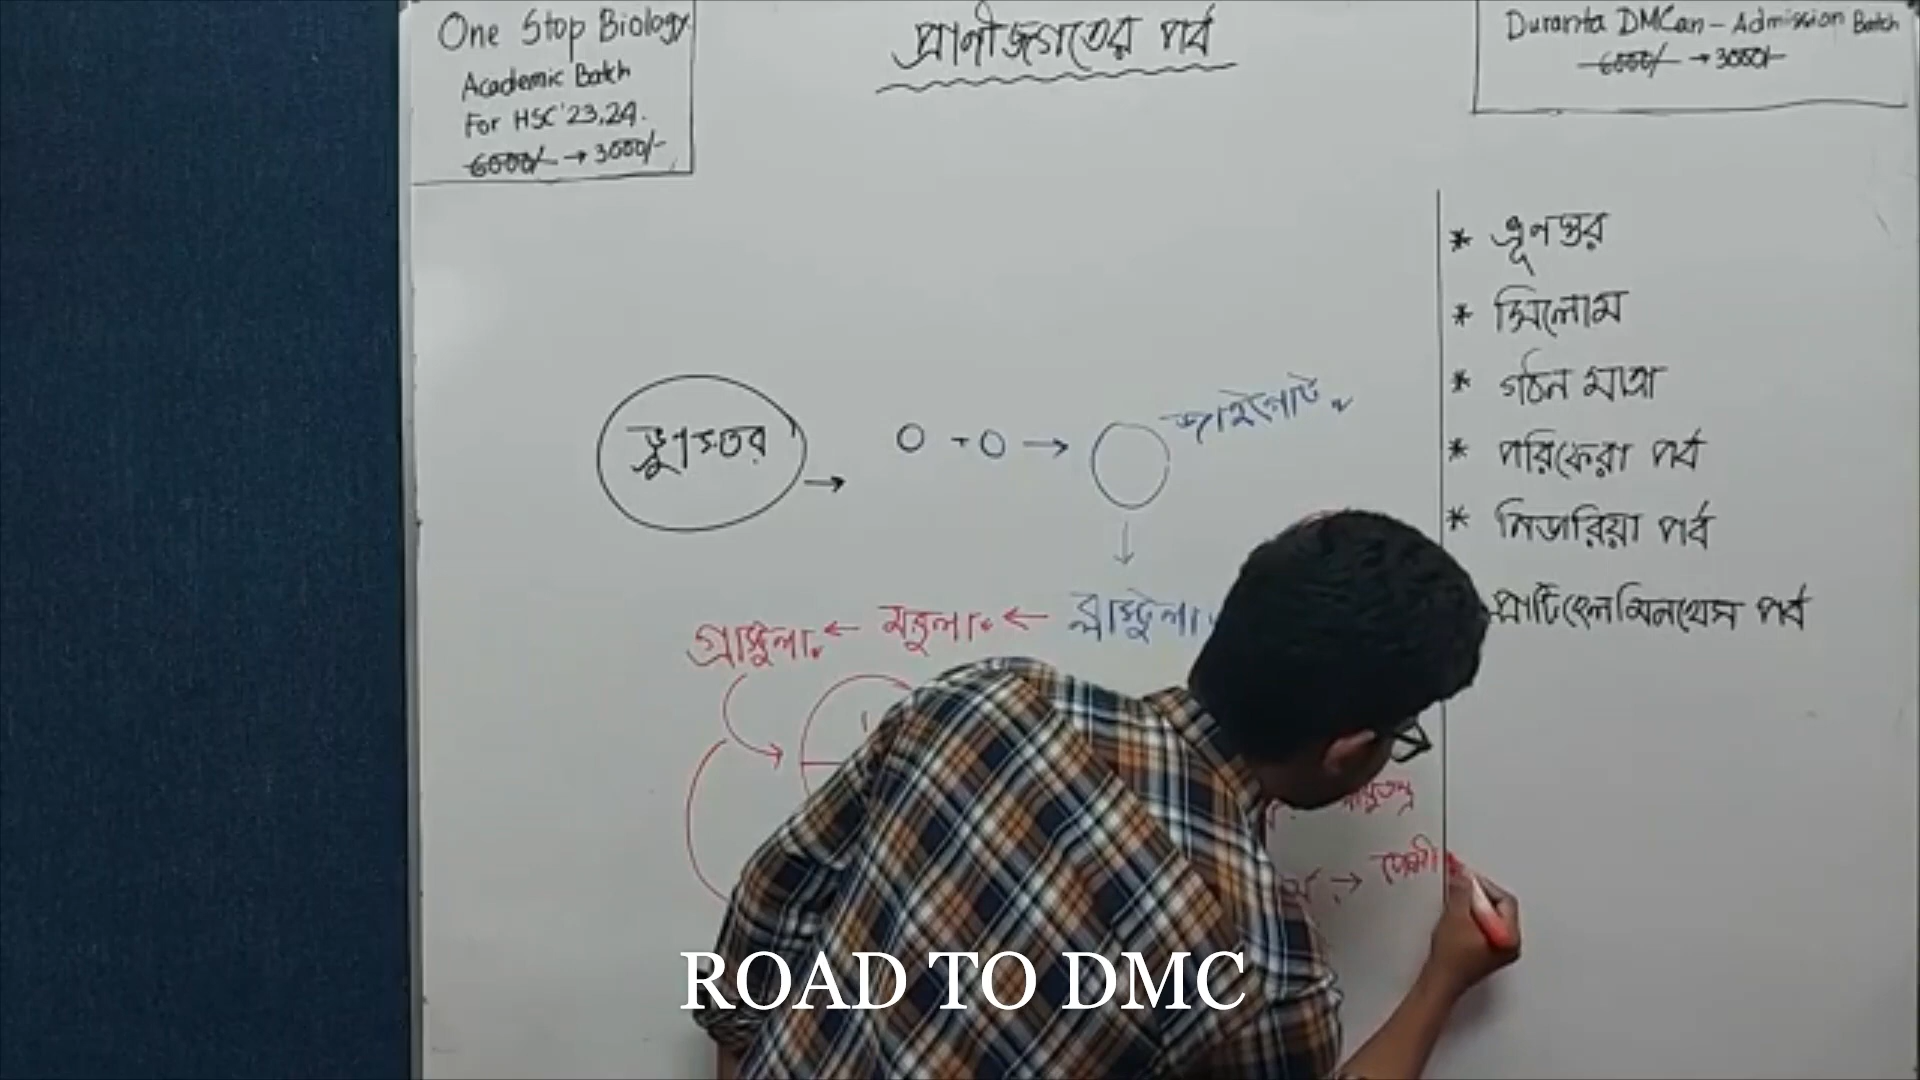 One Stop Biology
Academic Batch
For HSC'23,24.
6000/- → 3000/-
প্রাণীজগতের পর্ব
Duranta DMCan - Admission Batch
6000/- → 3000/-
* ভ্রূণস্তর
* সিলোম
* গঠন মাত্রা
* পরিফেরা পর্ব
* নিডারিয়া পর্ব
প্লাটিহেলমিনথেস পর্ব
ভ্রুণস্তর
→ O + O → জাইগোট
গ্যাস্ট্রুলা ← মরুলা ← ব্লাস্টুলা
স্নায়ুতন্ত্র
→ পেশী
ROAD TO DMC